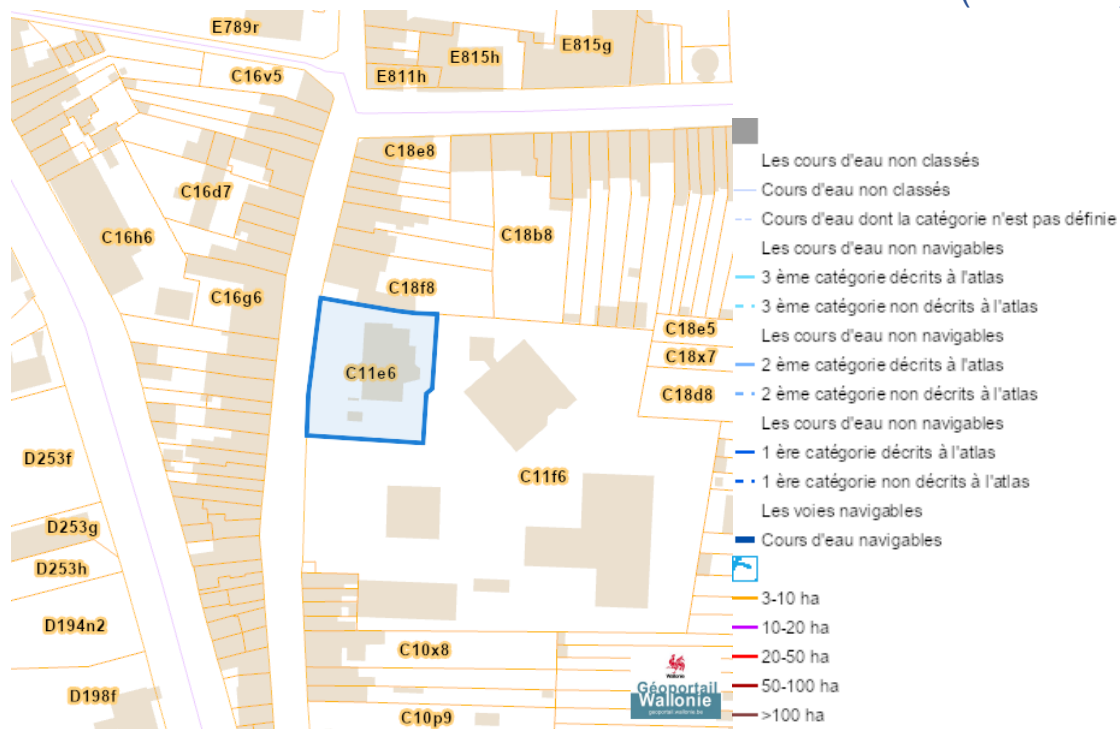 E789r
E815g
E815h
C16v5
E811h
C18e8
C16d7
C18b8
C16h6
C18f8
C16g6
C18e5
C18x7
C11e6
C18d8
D253f
C11f6
D253g
D253h
D194n2
C10x8
D198f
C10p9
Wallonie
Géoportail
Wallonie
geoportail.wallonie.be
Les cours d'eau non classés
Cours d'eau non classés
Cours d'eau dont la catégorie n'est pas définie
Les cours d'eau non navigables
3 ème catégorie décrits à l'atlas
3 ème catégorie non décrits à l'atlas
Les cours d'eau non navigables
2 ème catégorie décrits à l'atlas
2 ème catégorie non décrits à l'atlas
Les cours d'eau non navigables
1 ère catégorie décrits à l'atlas
1 ère catégorie non décrits à l'atlas
Les voies navigables
Cours d'eau navigables
3-10 ha
10-20 ha
20-50 ha
50-100 ha
>100 ha